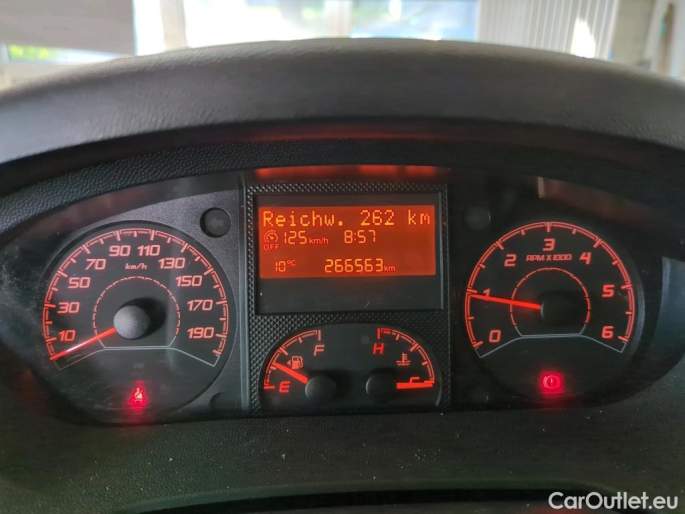 Reichw. 262 km
OFF 125 km/h 8:57
10°C 266563 km
10 30 50 70 90 110 130 150 170 190
km/h
E F
H C
0 1 2 3 4 5 6
RPM X 1000
CarOutlet.eu